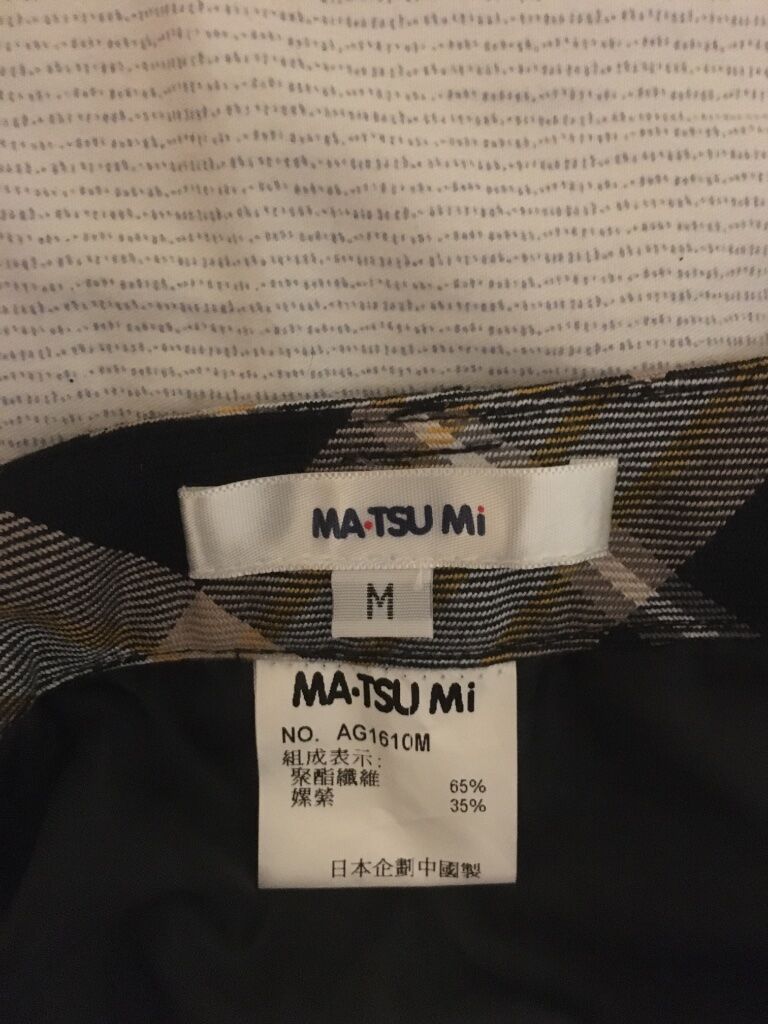 MA•TSU Mi
M
MA•TSU Mi
NO. AG1610M
組成表示:
聚酯纖維 65%
嫘縈 35%
日本企劃中國製